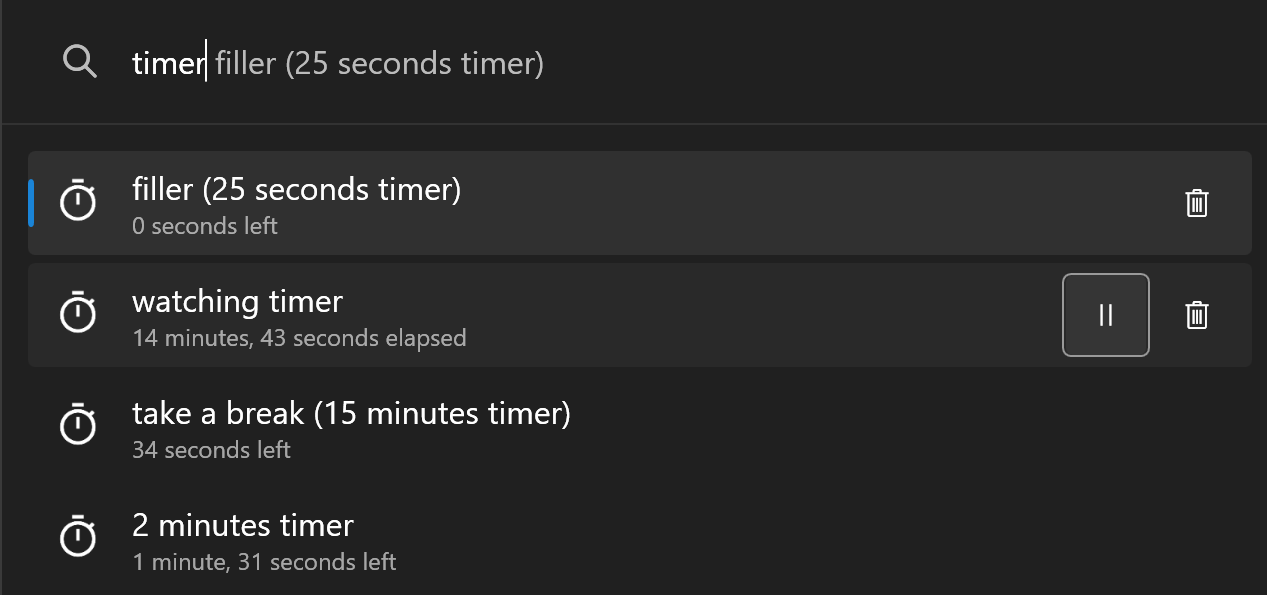 timer filler (25 seconds timer)
filler (25 seconds timer)
0 seconds left
watching timer
14 minutes, 43 seconds elapsed
take a break (15 minutes timer)
34 seconds left
2 minutes timer
1 minute, 31 seconds left